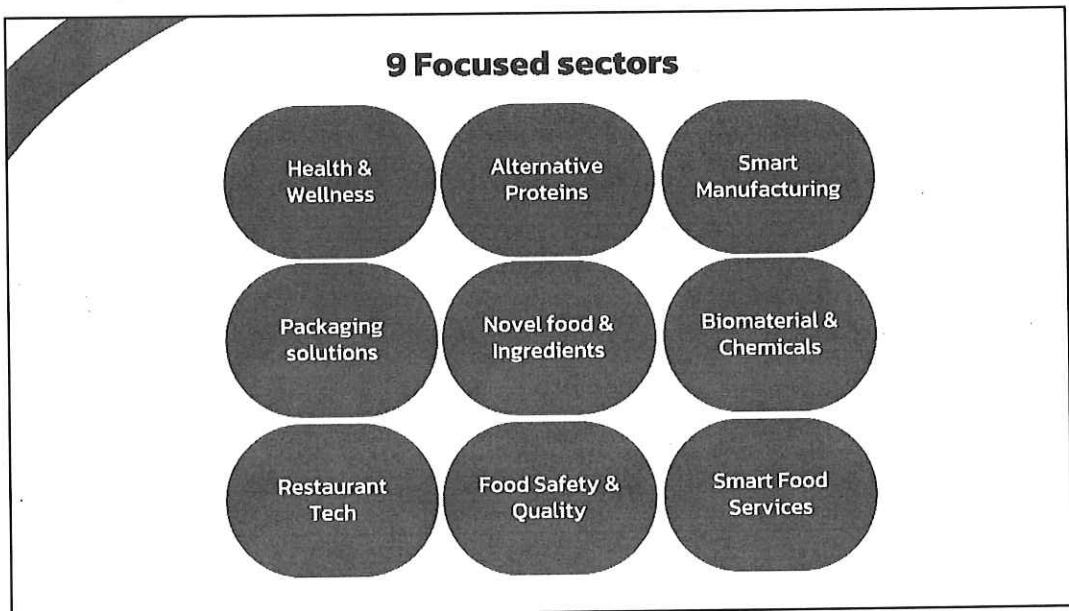 9 Focused sectors
Health &
Wellness
Alternative
Proteins
Smart
Manufacturing
Packaging
solutions
Novel food &
Ingredients
Biomaterial &
Chemicals
Restaurant
Tech
Food Safety &
Quality
Smart Food
Services